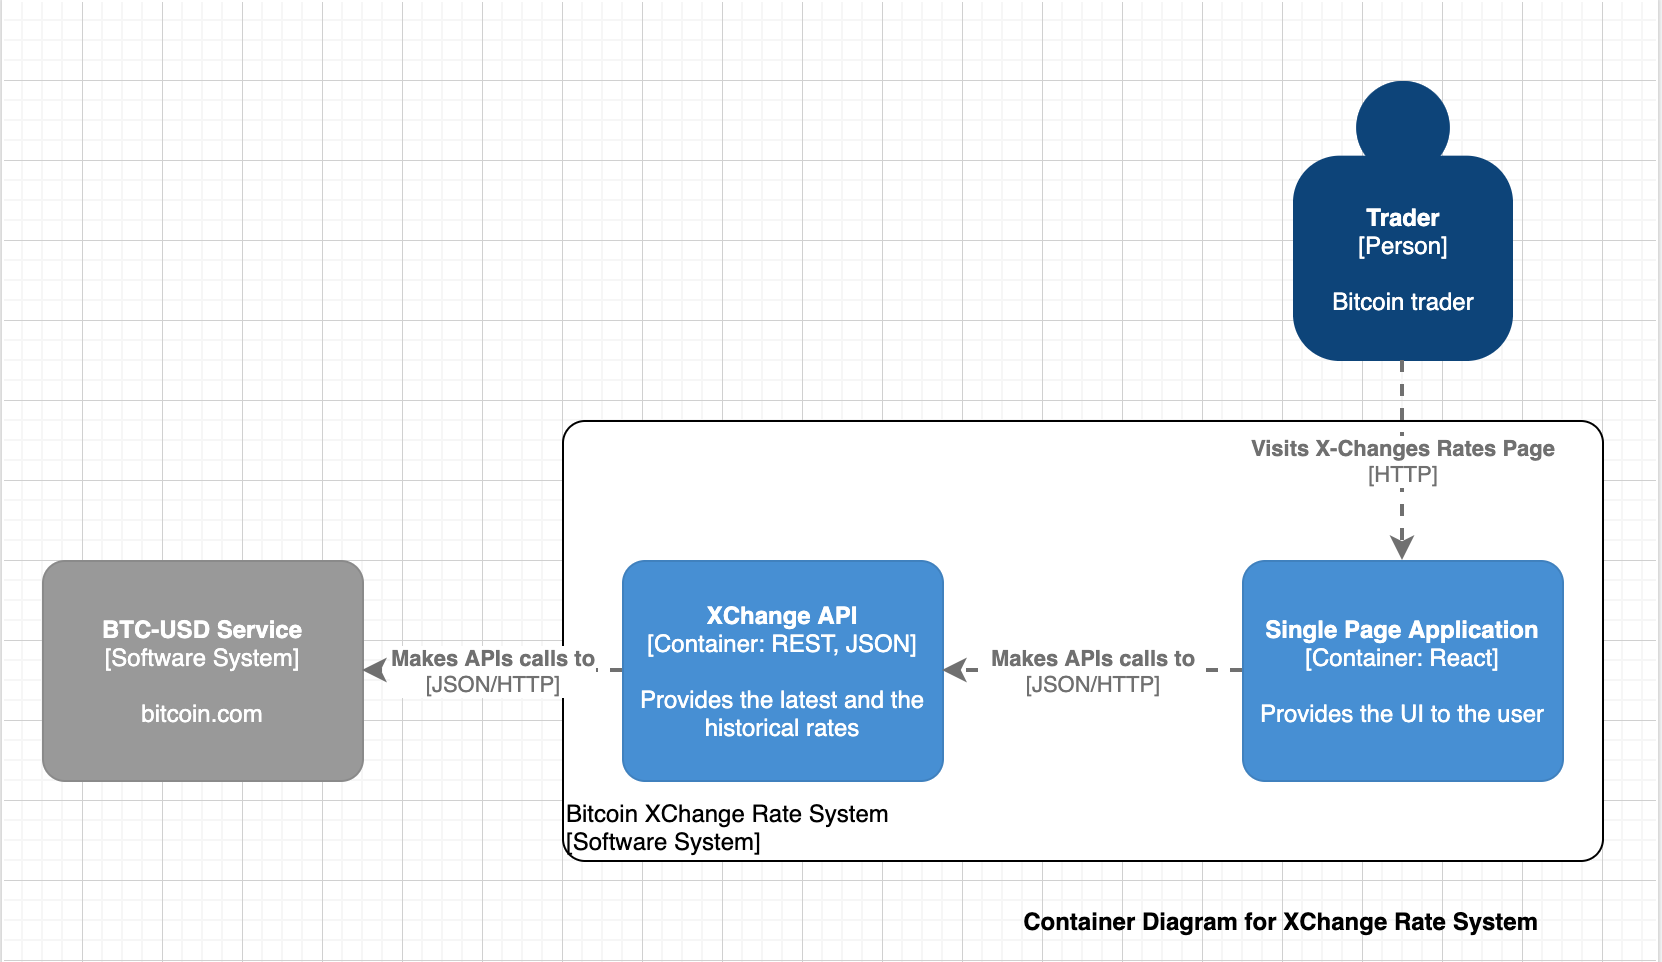 Trader
[Person]
Bitcoin trader
Visits X-Changes Rates Page
[HTTP]
BTC-USD Service
[Software System]
bitcoin.com
Makes APIs calls to
[JSON/HTTP]
XChange API
[Container: REST, JSON]
Provides the latest and the
historical rates
Makes APIs calls to
[JSON/HTTP]
Single Page Application
[Container: React]
Provides the UI to the user
Bitcoin XChange Rate System
[Software System]
Container Diagram for XChange Rate System